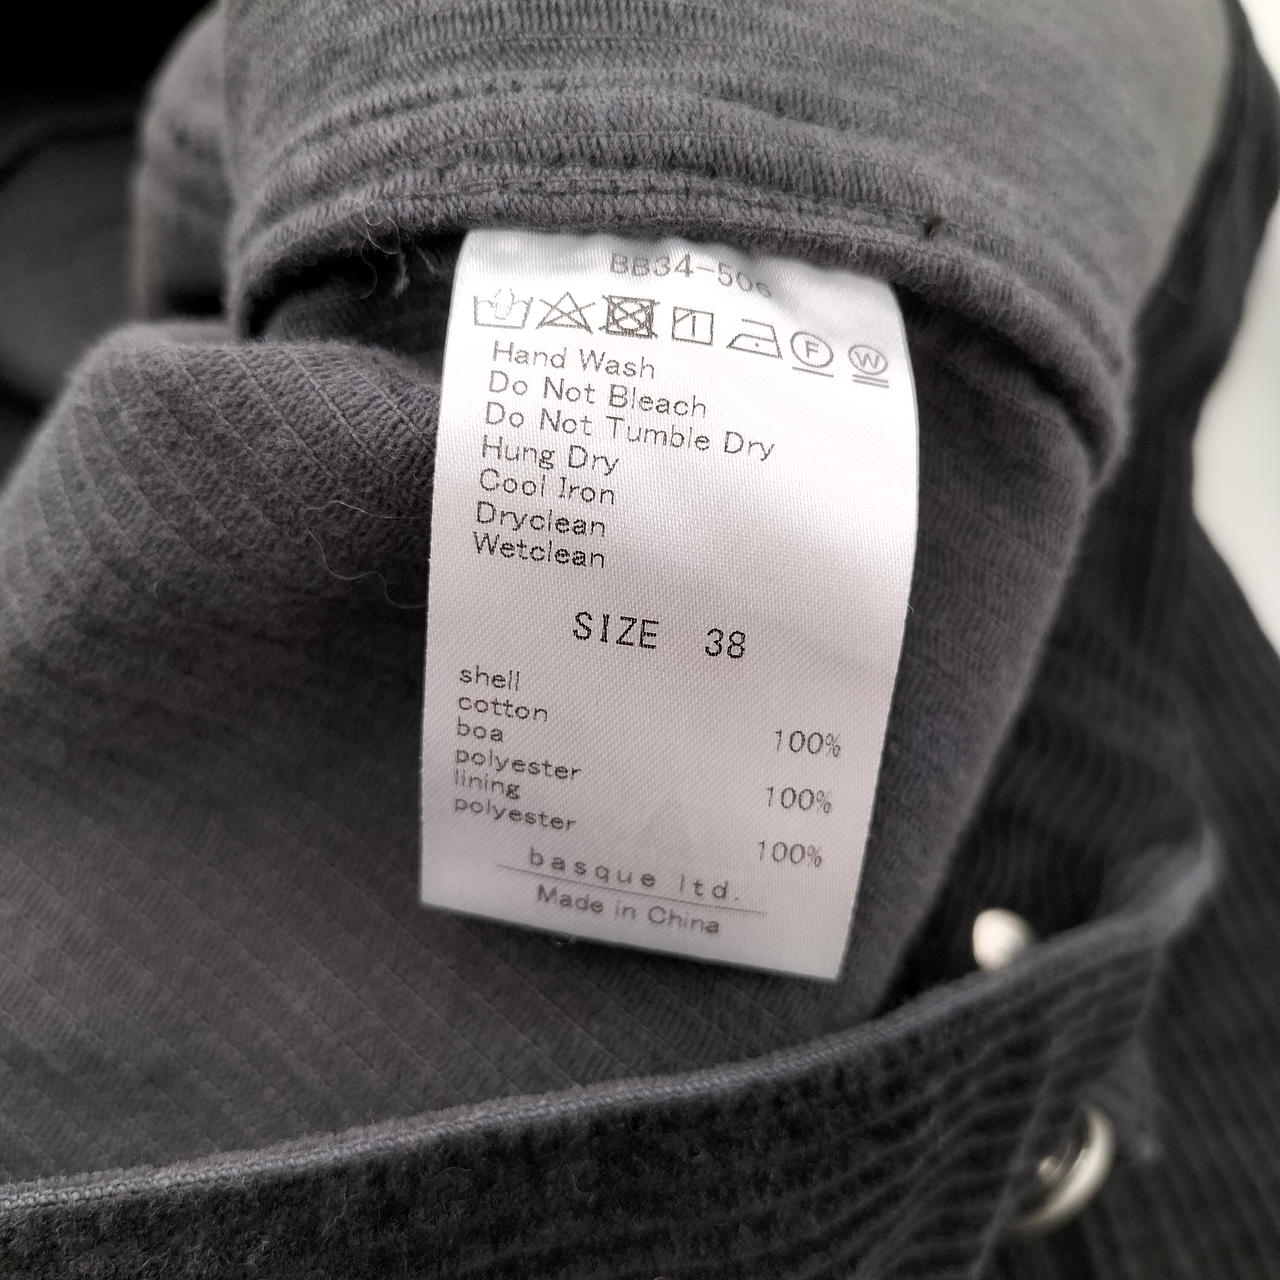 BB34-506
F W
Hand Wash
Do Not Bleach
Do Not Tumble Dry
Hung Dry
Cool Iron
Dryclean
Wetclean
SIZE 38
shell
cotton 100%
boa
polyester 100%
lining
polyester 100%
basque ltd.
Made in China